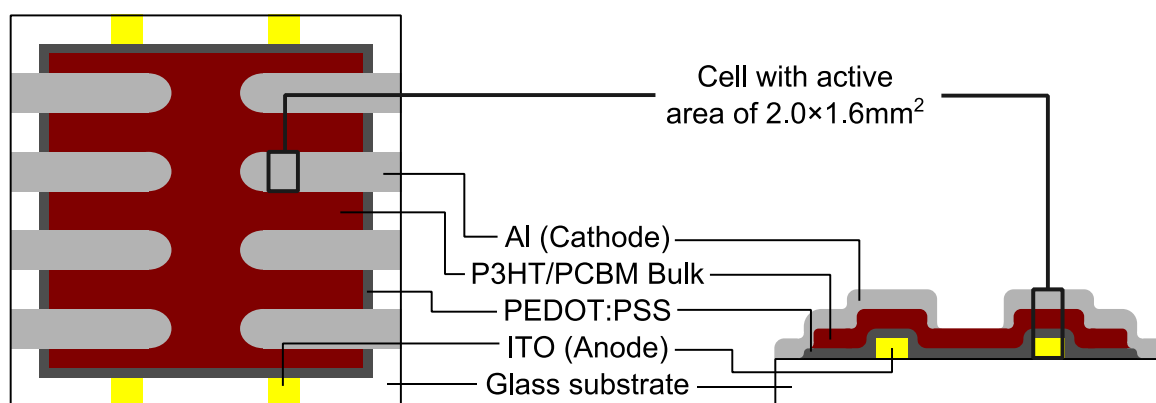 Cell with active
area of 2.0×1.6mm²
Al (Cathode)
P3HT/PCBM Bulk
PEDOT:PSS
ITO (Anode)
Glass substrate